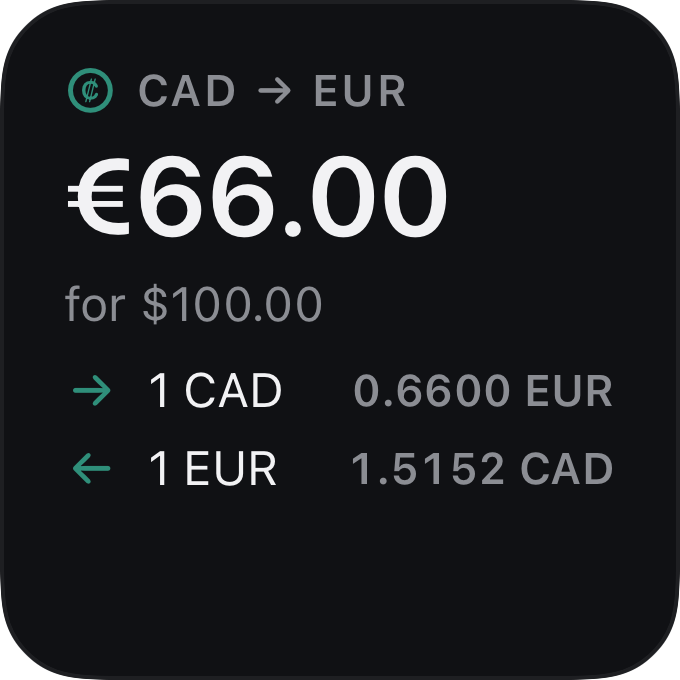 CAD → EUR
€66.00
for $100.00
→ 1 CAD 0.6600 EUR
← 1 EUR 1.5152 CAD